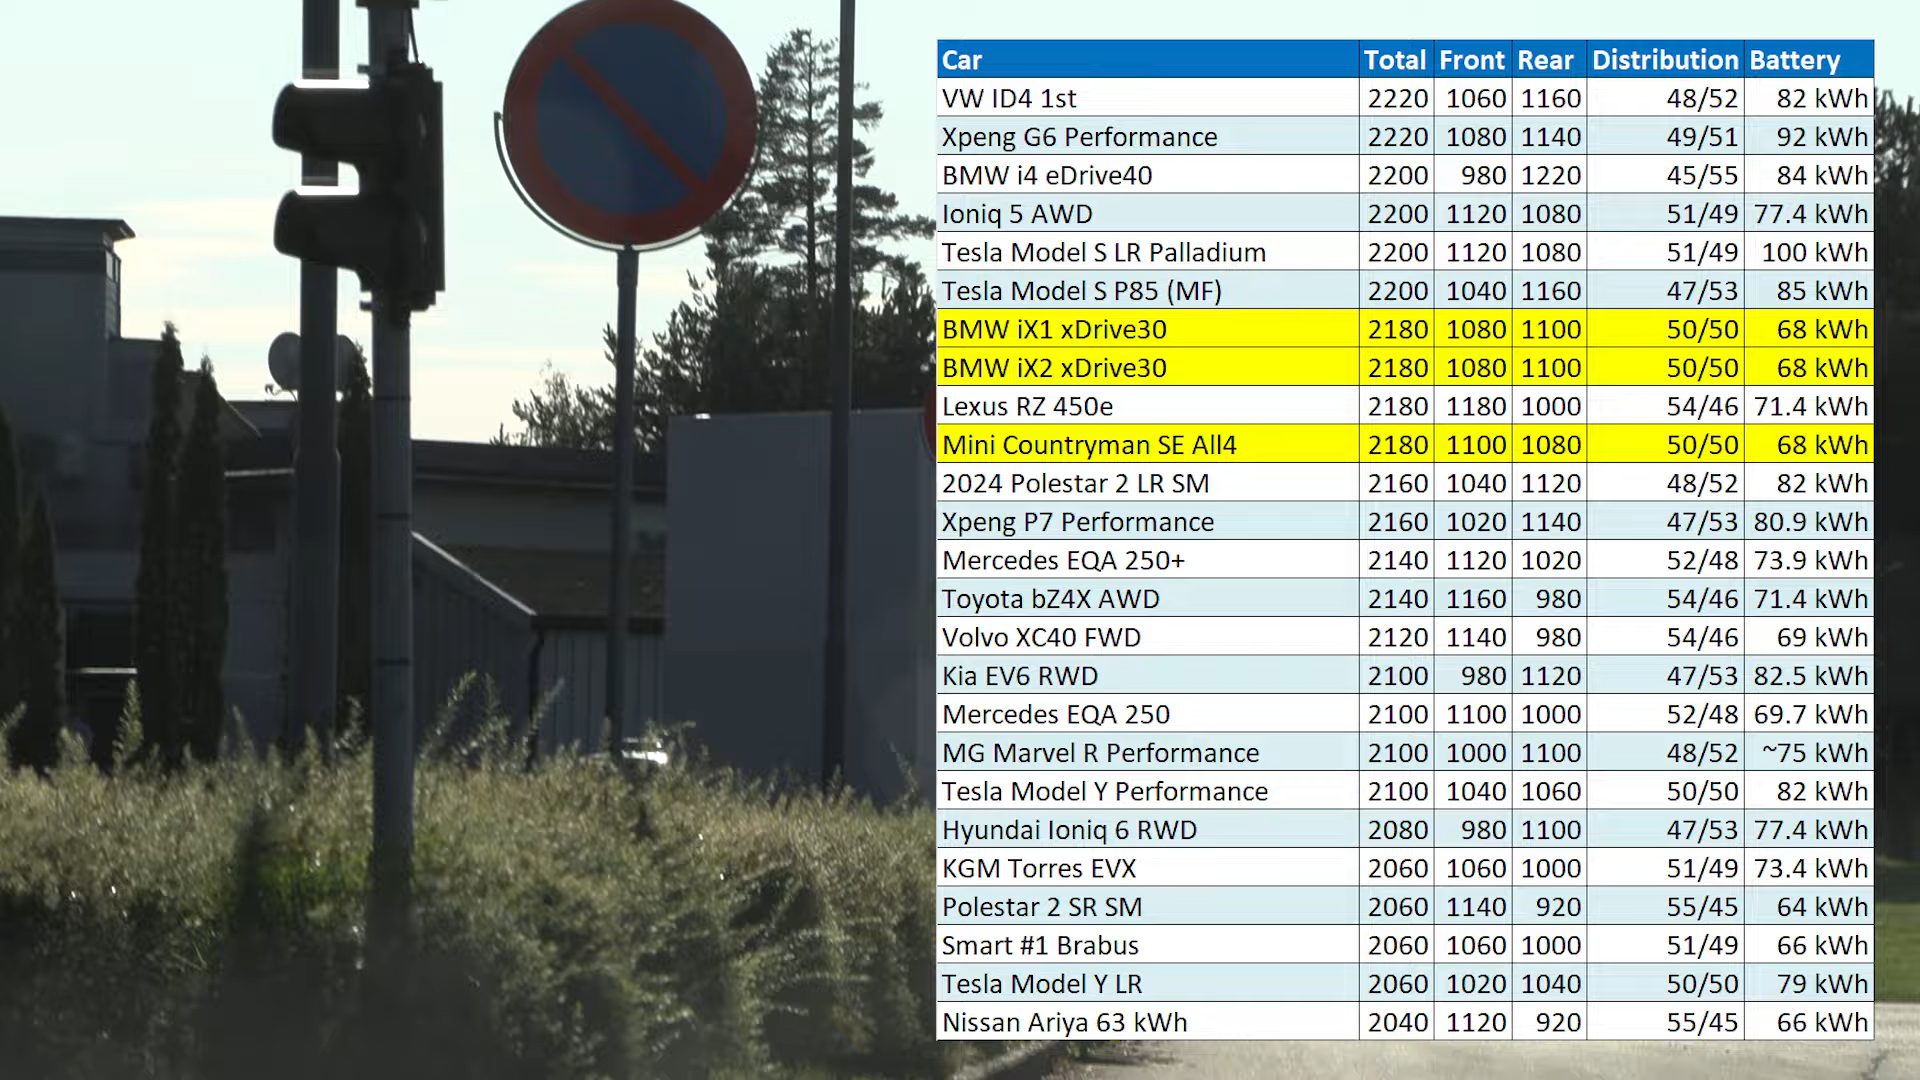 Car Total Front Rear Distribution Battery
VW ID4 1st 2220 1060 1160 48/52 82 kWh
Xpeng G6 Performance 2220 1080 1140 49/51 92 kWh
BMW i4 eDrive40 2200 980 1220 45/55 84 kWh
Ioniq 5 AWD 2200 1120 1080 51/49 77.4 kWh
Tesla Model S LR Palladium 2200 1120 1080 51/49 100 kWh
Tesla Model S P85 (MF) 2200 1040 1160 47/53 85 kWh
BMW iX1 xDrive30 2180 1080 1100 50/50 68 kWh
BMW iX2 xDrive30 2180 1080 1100 50/50 68 kWh
Lexus RZ 450e 2180 1180 1000 54/46 71.4 kWh
Mini Countryman SE All4 2180 1100 1080 50/50 68 kWh
2024 Polestar 2 LR SM 2160 1040 1120 48/52 82 kWh
Xpeng P7 Performance 2160 1020 1140 47/53 80.9 kWh
Mercedes EQA 250+ 2140 1120 1020 52/48 73.9 kWh
Toyota bZ4X AWD 2140 1160 980 54/46 71.4 kWh
Volvo XC40 FWD 2120 1140 980 54/46 69 kWh
Kia EV6 RWD 2100 980 1120 47/53 82.5 kWh
Mercedes EQA 250 2100 1100 1000 52/48 69.7 kWh
MG Marvel R Performance 2100 1000 1100 48/52 ~75 kWh
Tesla Model Y Performance 2100 1040 1060 50/50 82 kWh
Hyundai Ioniq 6 RWD 2080 980 1100 47/53 77.4 kWh
KGM Torres EVX 2060 1060 1000 51/49 73.4 kWh
Polestar 2 SR SM 2060 1140 920 55/45 64 kWh
Smart #1 Brabus 2060 1060 1000 51/49 66 kWh
Tesla Model Y LR 2060 1020 1040 50/50 79 kWh
Nissan Ariya 63 kWh 2040 1120 920 55/45 66 kWh